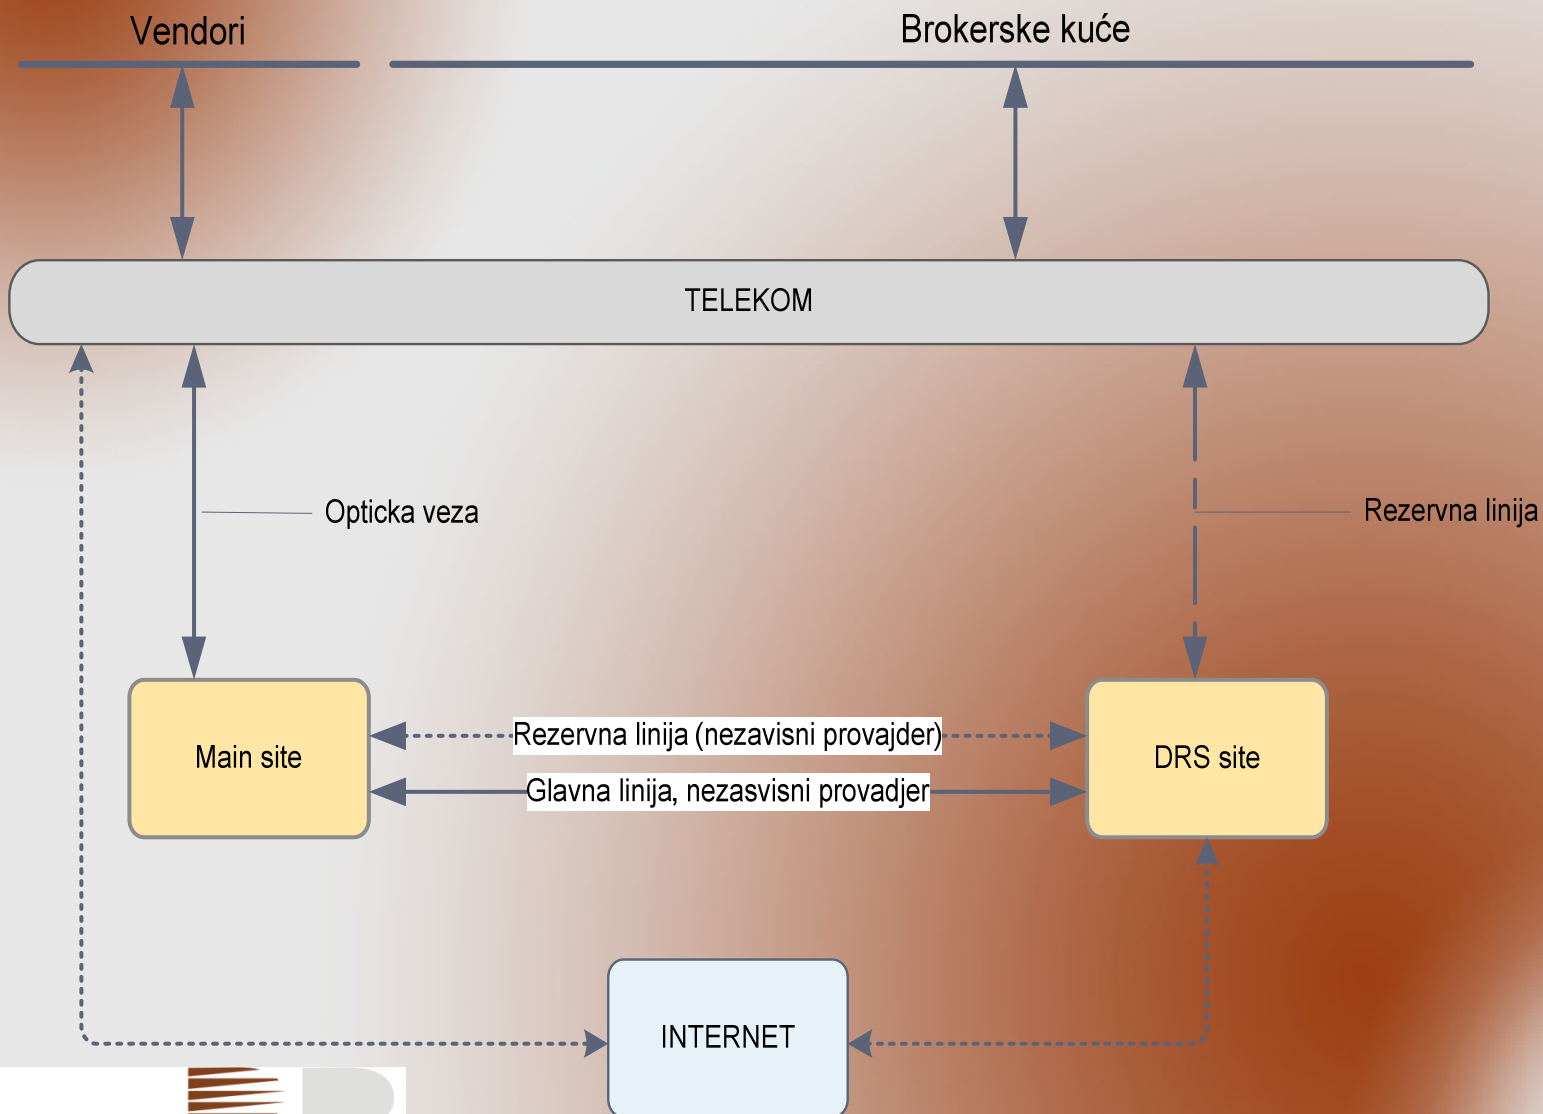 Vendori
Brokerske kuće
TELEKOM
Opticka veza
Rezervna linija
Rezervna linija (nezavisni provajder)
Main site
DRS site
Glavna linija, nezasvisni provadjer
INTERNET